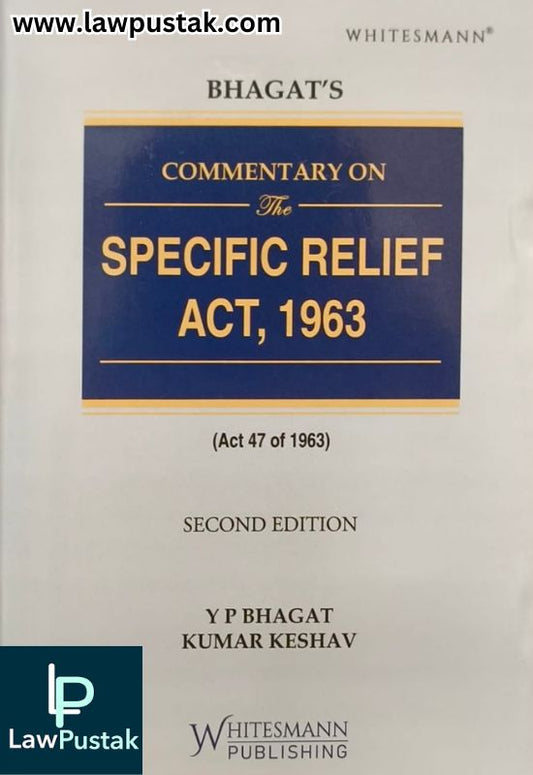 www.lawpustak.com
WHITESMANN®
BHAGAT'S
COMMENTARY ON
The
SPECIFIC RELIEF
ACT, 1963
(Act 47 of 1963)
SECOND EDITION
Y P BHAGAT
KUMAR KESHAV
LP
LawPustak
WHITESMANN
PUBLISHING